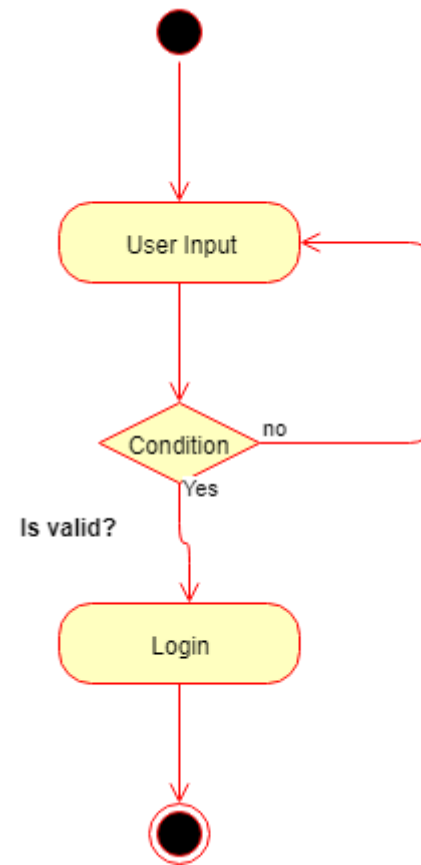 User Input
Condition
no
Yes
Is valid?
Login